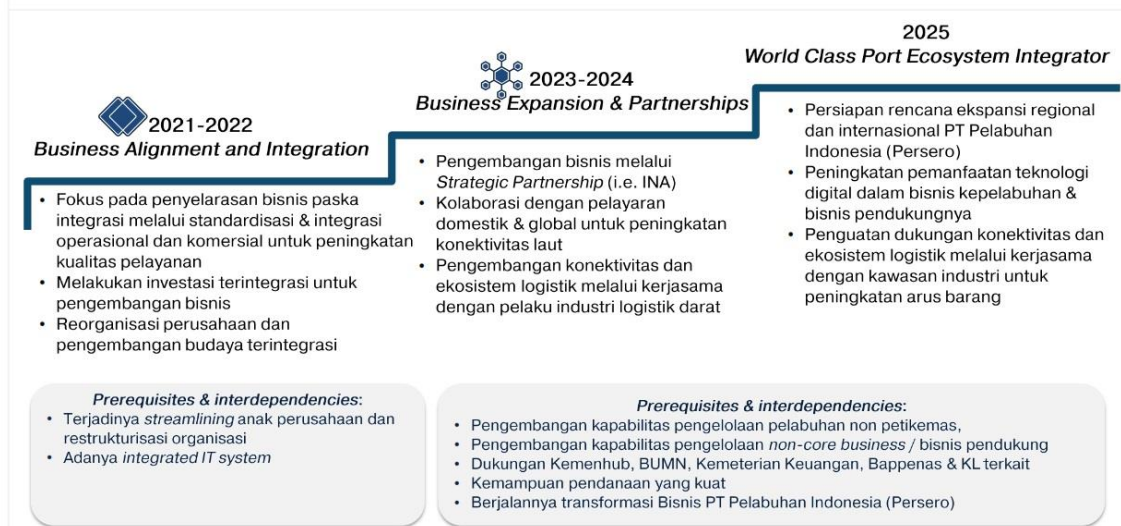 2021-2022
Business Alignment and Integration
• Fokus pada penyelarasan bisnis paska
integrasi melalui standardisasi & integrasi
operasional dan komersial untuk peningkatan
kualitas pelayanan
• Melakukan investasi terintegrasi untuk
pengembangan bisnis
• Reorganisasi perusahaan dan
pengembangan budaya terintegrasi
2023-2024
Business Expansion & Partnerships
• Pengembangan bisnis melalui
Strategic Partnership (i.e. INA)
• Kolaborasi dengan pelayaran
domestik & global untuk peningkatan
konektivitas laut
• Pengembangan konektivitas dan
ekosistem logistik melalui kerjasama
dengan pelaku industri logistik darat
2025
World Class Port Ecosystem Integrator
• Persiapan rencana ekspansi regional
dan internasional PT Pelabuhan
Indonesia (Persero)
• Peningkatan pemanfaatan teknologi
digital dalam bisnis kepelabuhan &
bisnis pendukungnya
• Penguatan dukungan konektivitas dan
ekosistem logistik melalui kerjasama
dengan kawasan industri untuk
peningkatan arus barang
Prerequisites & interdependencies:
• Terjadinya streamlining anak perusahaan dan
restrukturisasi organisasi
• Adanya integrated IT system
Prerequisites & interdependencies:
• Pengembangan kapabilitas pengelolaan pelabuhan non petikemas,
• Pengembangan kapabilitas pengelolaan non-core business / bisnis pendukung
• Dukungan Kemenhub, BUMN, Kemeterian Keuangan, Bappenas & KL terkait
• Kemampuan pendanaan yang kuat
• Berjalannya transformasi Bisnis PT Pelabuhan Indonesia (Persero)